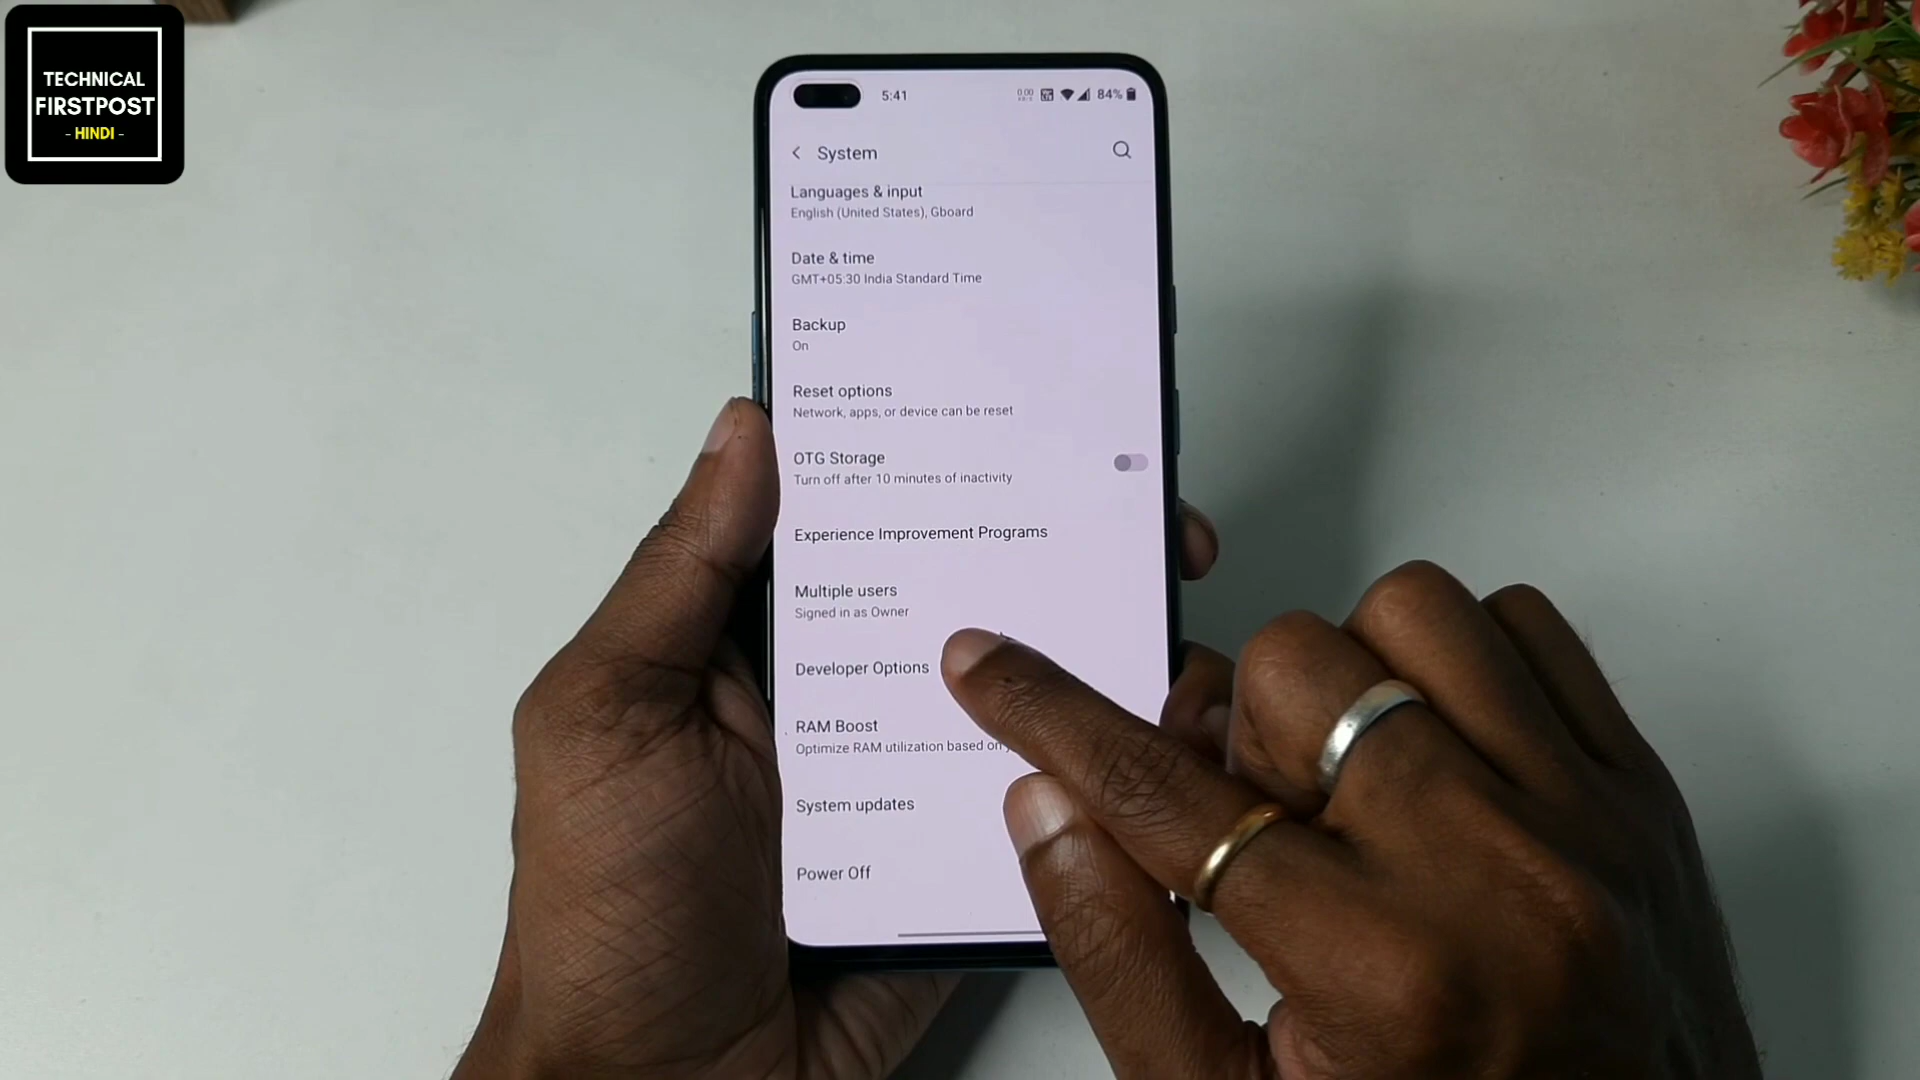 TECHNICAL
FIRSTPOST
- HINDI -
5:41
0.00
84%
System
Languages & input
English (United States), Gboard
Date & time
GMT+05:30 India Standard Time
Backup
On
Reset options
Network, apps, or device can be reset
OTG Storage
Turn off after 10 minutes of inactivity
Experience Improvement Programs
Multiple users
Signed in as Owner
Developer Options
RAM Boost
Optimize RAM utilization based on
System updates
Power Off